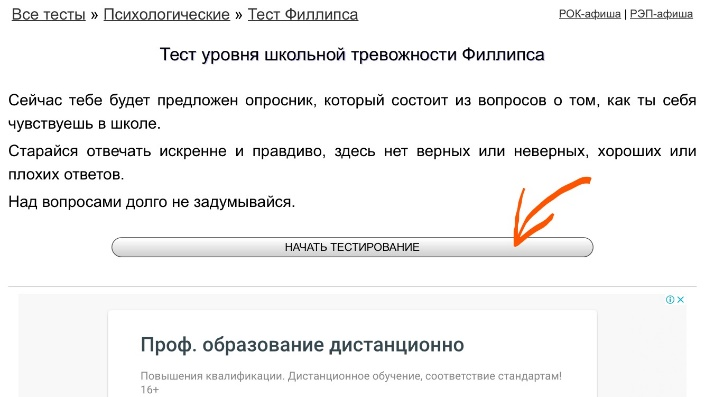 Все тесты » Психологические » Тест Филлипса
РОК-афиша | РЭП-афиша
Тест уровня школьной тревожности Филлипса
Сейчас тебе будет предложен опросник, который состоит из вопросов о том, как ты себя
чувствуешь в школе.
Старайся отвечать искренне и правдиво, здесь нет верных или неверных, хороших или
плохих ответов.
Над вопросами долго не задумывайся.
НАЧАТЬ ТЕСТИРОВАНИЕ
Проф. образование дистанционно
Повышения квалификации. Дистанционное обучение, соответствие стандартам!
16+